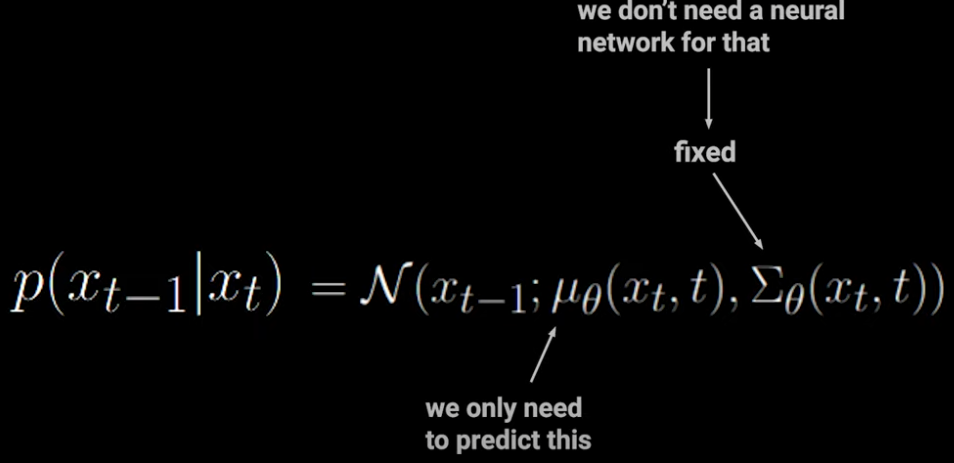 we don't need a neural
network for that
fixed
p(x_{t-1}|x_t) = 𝒩(x_{t-1}; μ_θ(x_t, t), Σ_θ(x_t, t))
we only need
to predict this